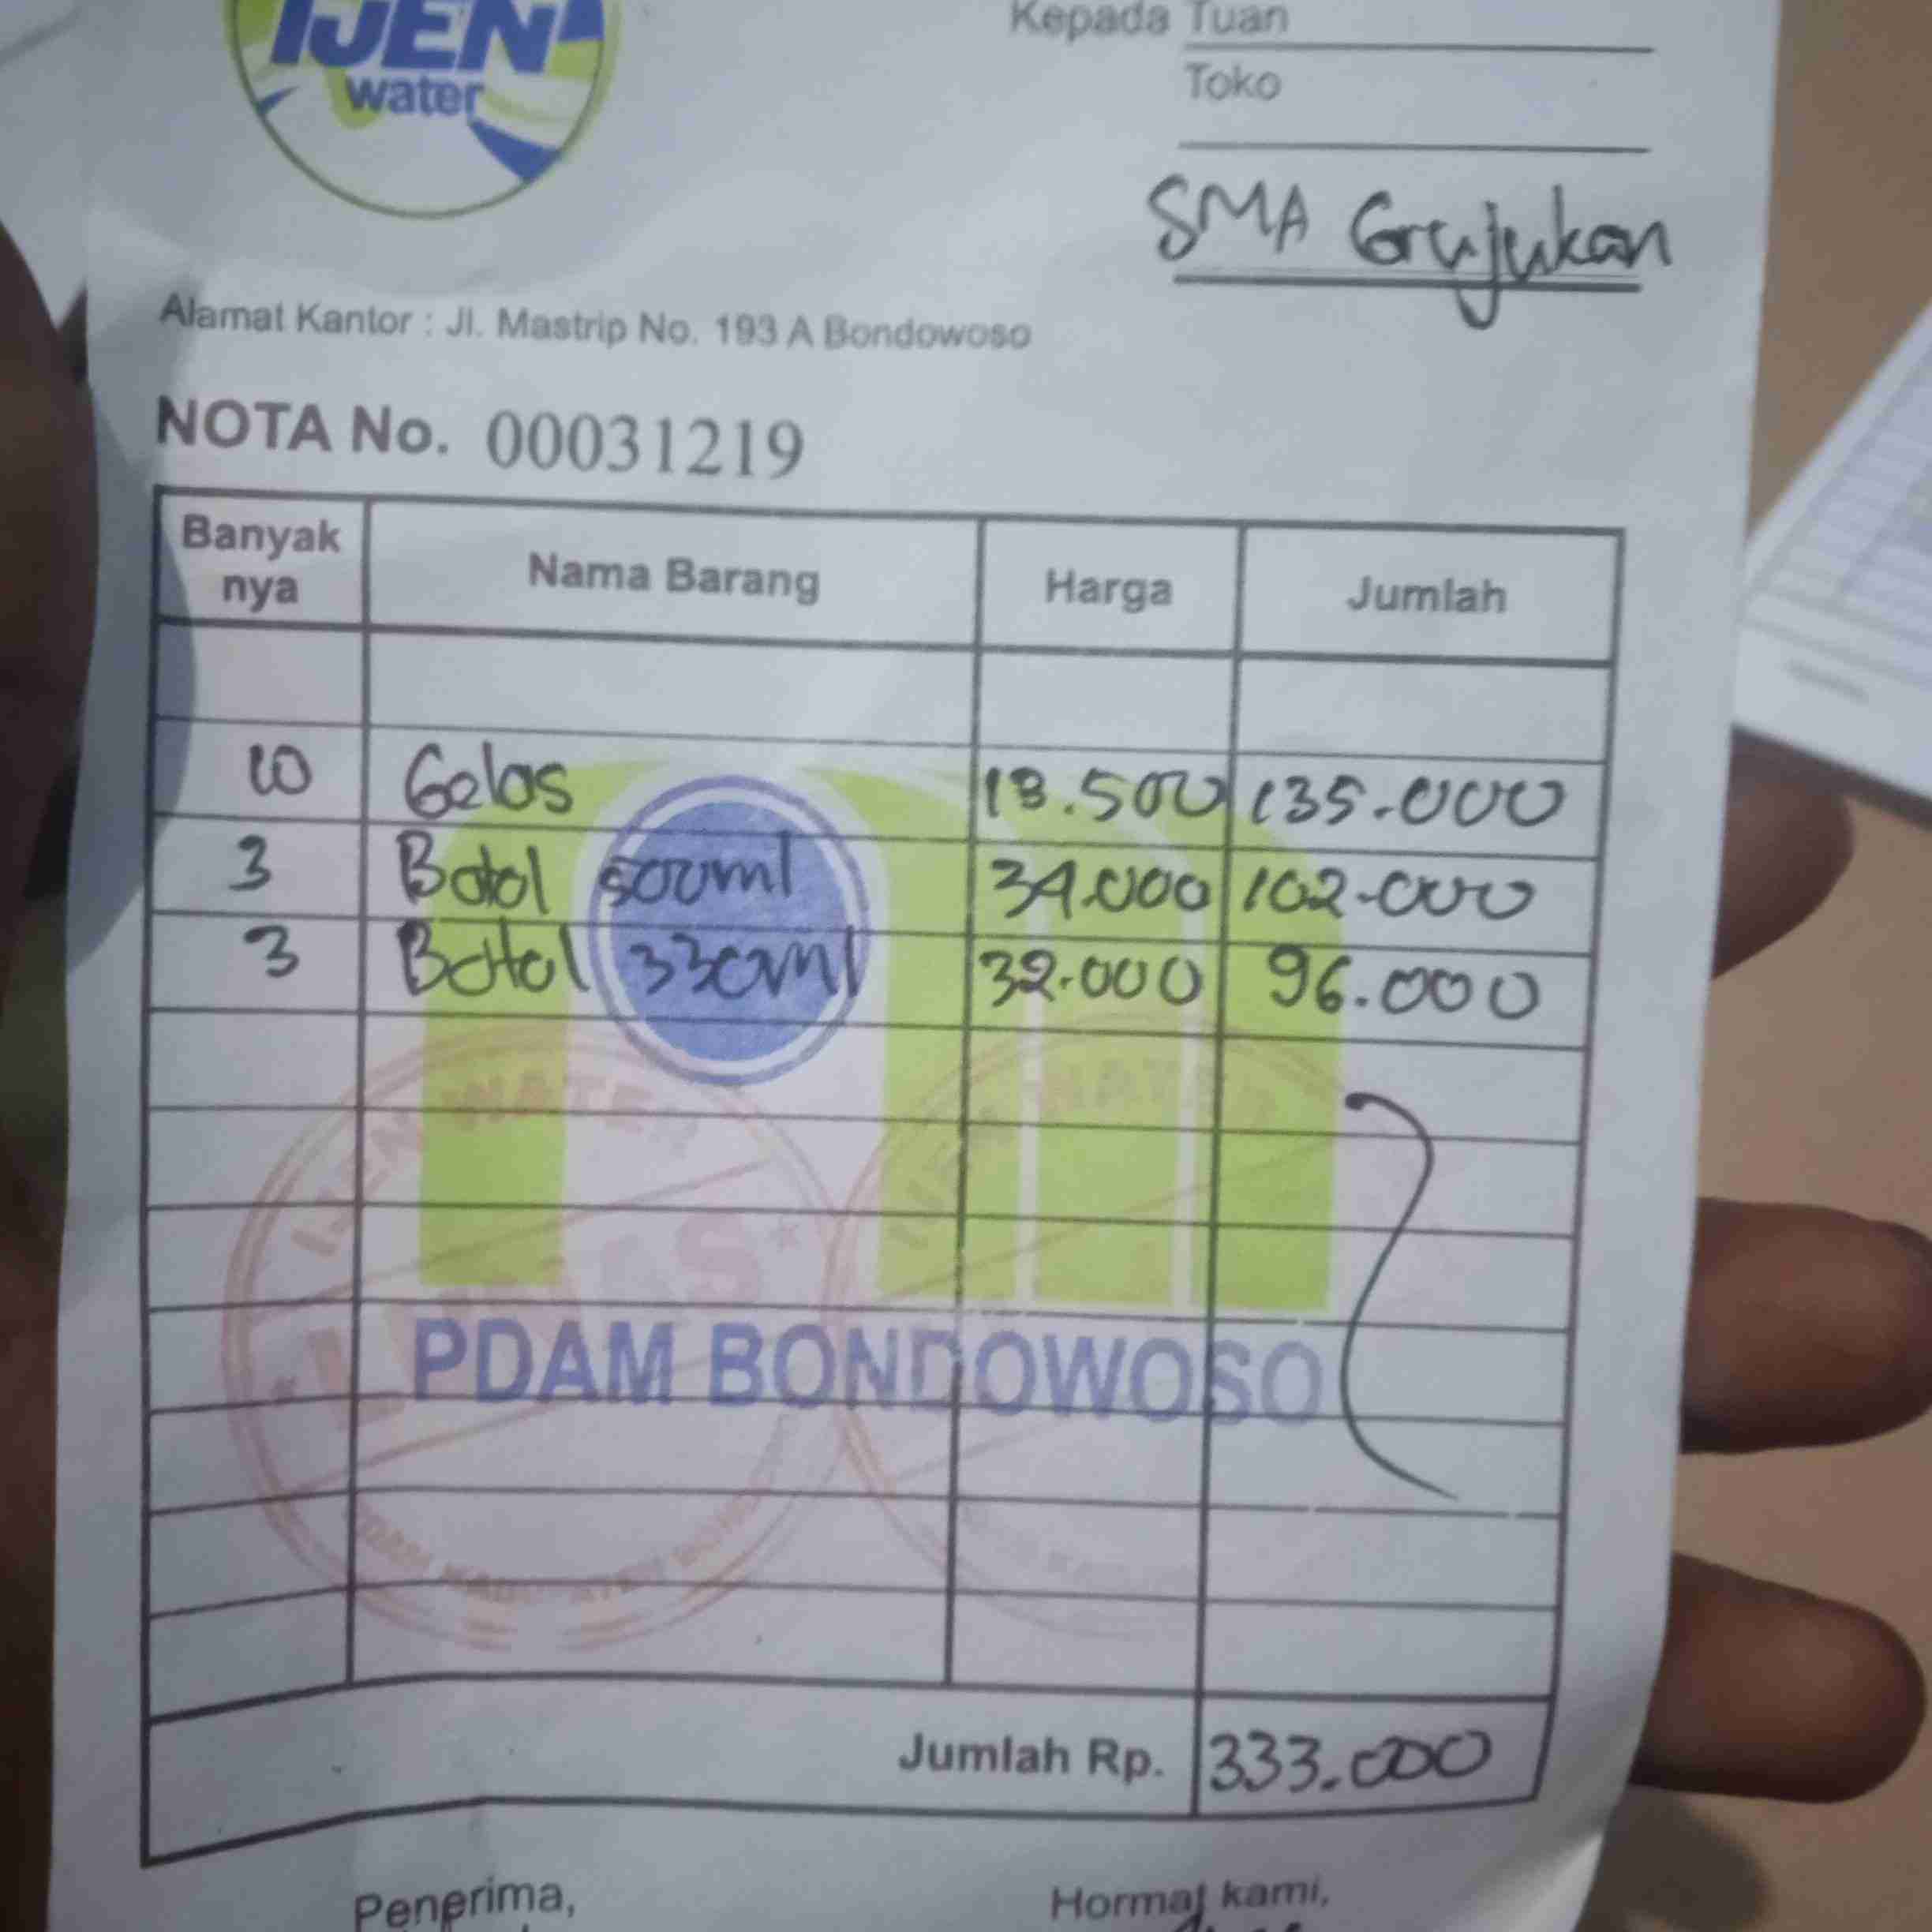 IJEN
water
Kepada Tuan
Toko
SMA Grujukan
Alamat Kantor : Jl. Mastrip No. 193 A Bondowoso
NOTA No. 00031219
Banyak nya Nama Barang Harga Jumlah
10 Gelas 13.500 135.000
3 Botol 500ml 34.000 102.000
3 Botol 330ml 32.000 96.000
IJEN WATER
LUNAS
PDAM BONDOWOSO
Jumlah Rp. 333.000
Penerima, Hormat kami,